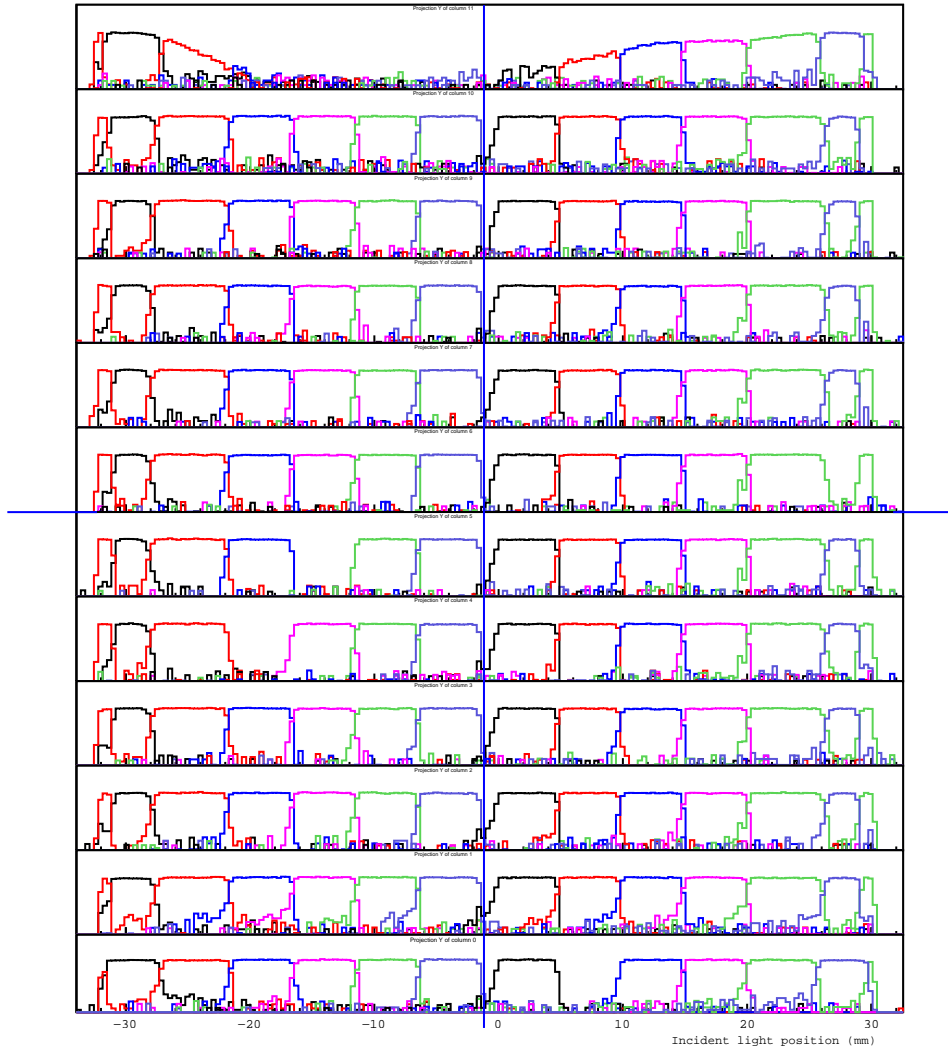 Projection Y of column 11
Projection Y of column 10
Projection Y of column 9
Projection Y of column 8
Projection Y of column 7
Projection Y of column 6
Projection Y of column 5
Projection Y of column 4
Projection Y of column 3
Projection Y of column 2
Projection Y of column 1
Projection Y of column 0
−30 −20 −10 0 10 20 30
Incident light position (mm)